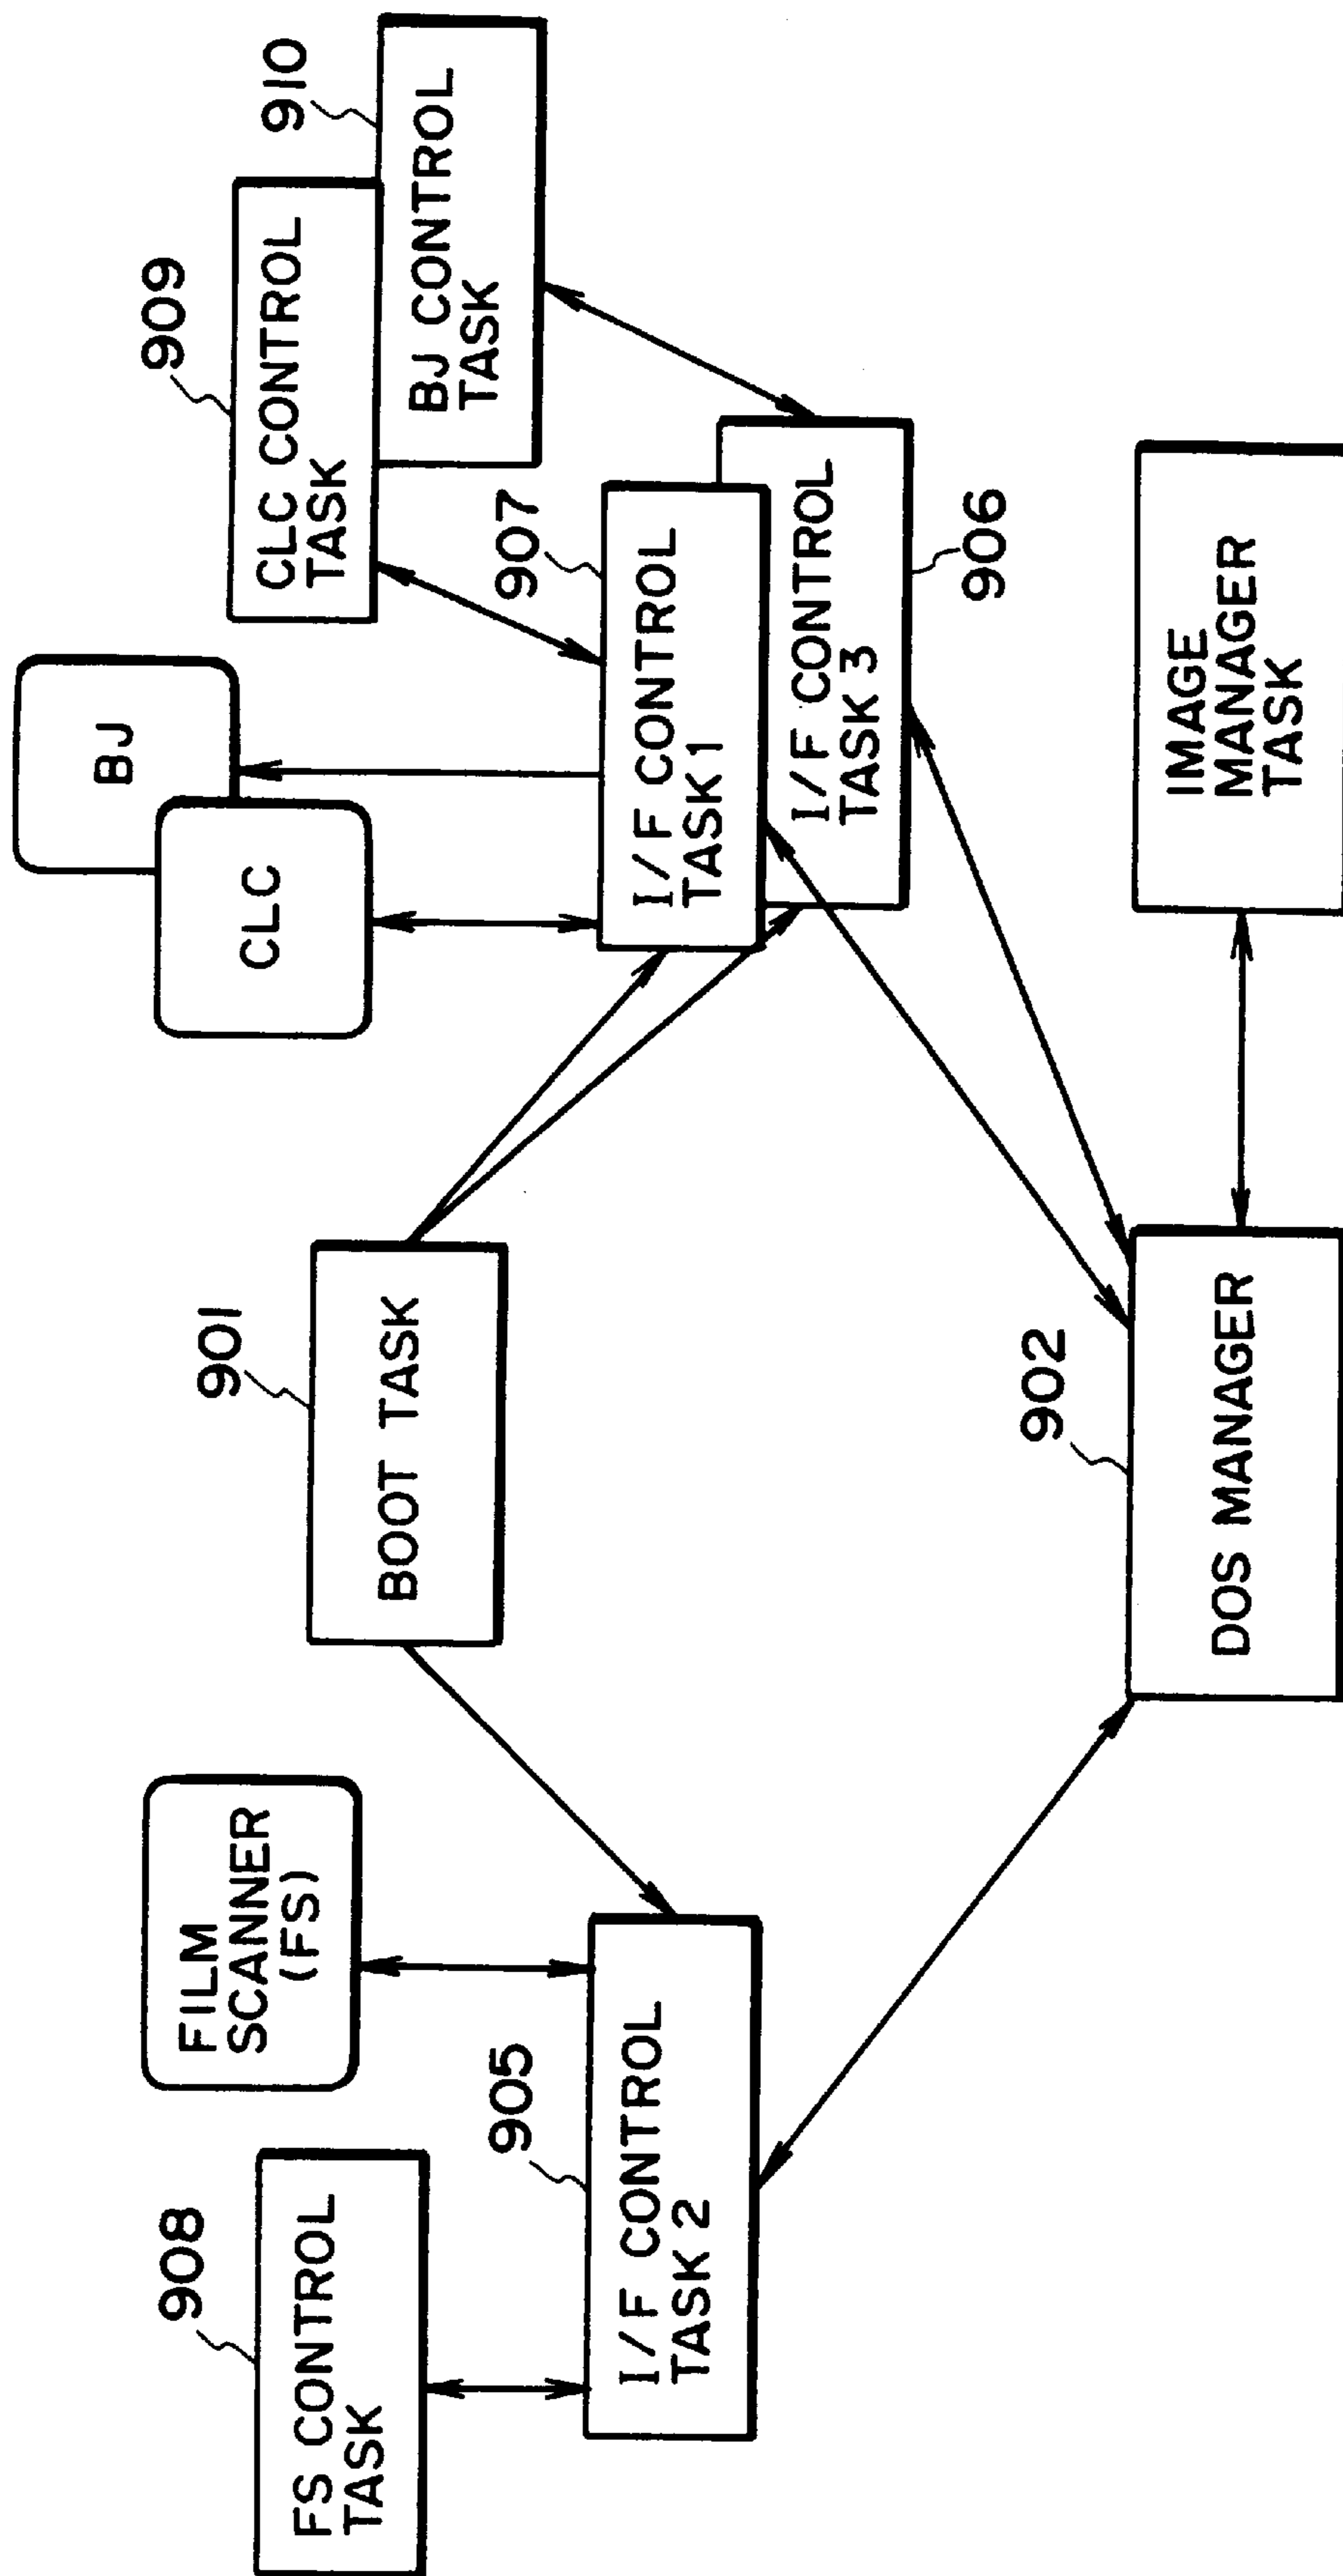 FILM
SCANNER
(FS)
908
FS CONTROL
TASK
905
I/F CONTROL
TASK 2
901
BOOT TASK
BJ
CLC
909
CLC CONTROL
TASK
910
BJ CONTROL
TASK
907
I/F CONTROL
TASK 1
I/F CONTROL
TASK 3
906
902
DOS MANAGER
IMAGE
MANAGER
TASK